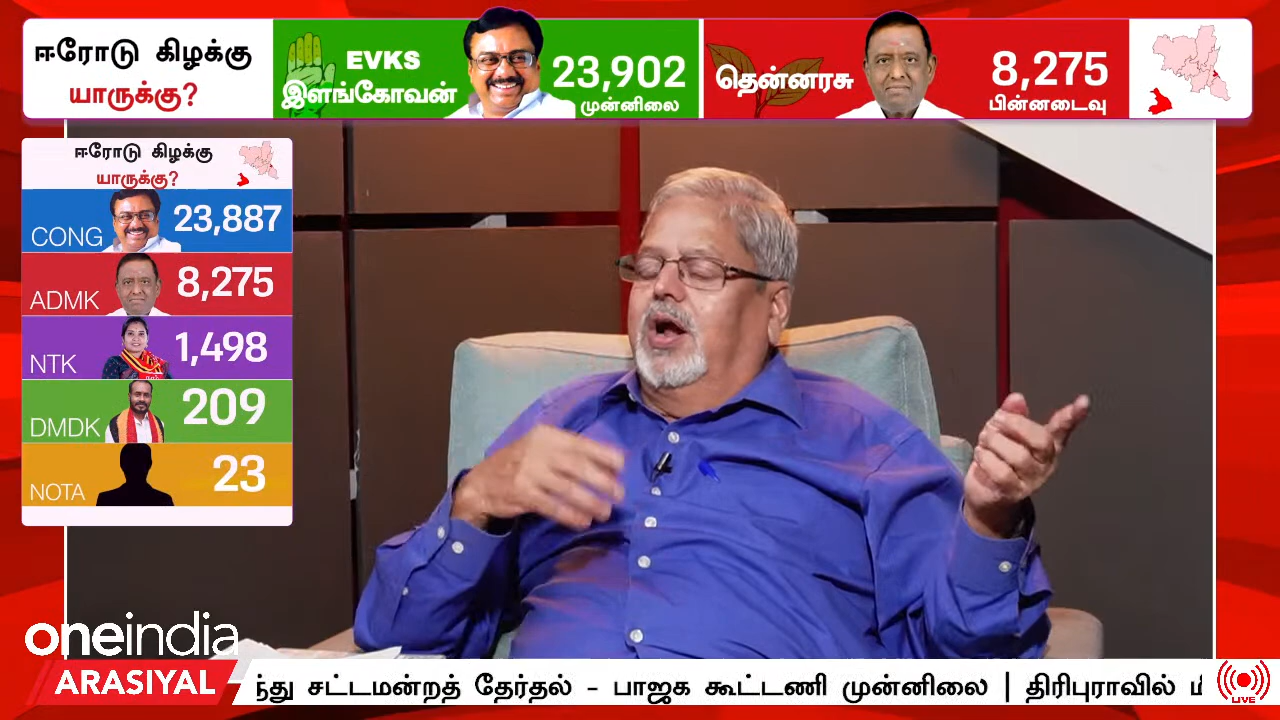 ஈரோடு கிழக்கு
யாருக்கு?
EVKS
இளங்கோவன்
23,902
முன்னிலை
தென்னரசு
8,275
பின்னடைவு
ஈரோடு கிழக்கு
யாருக்கு?
CONG 23,887
ADMK 8,275
NTK 1,498
DMDK 209
NOTA 23
oneindia
ARASIYAL
சட்டமன்றத் தேர்தல் - பாஜக கூட்டணி முன்னிலை | திரிபுராவில்
LIVE